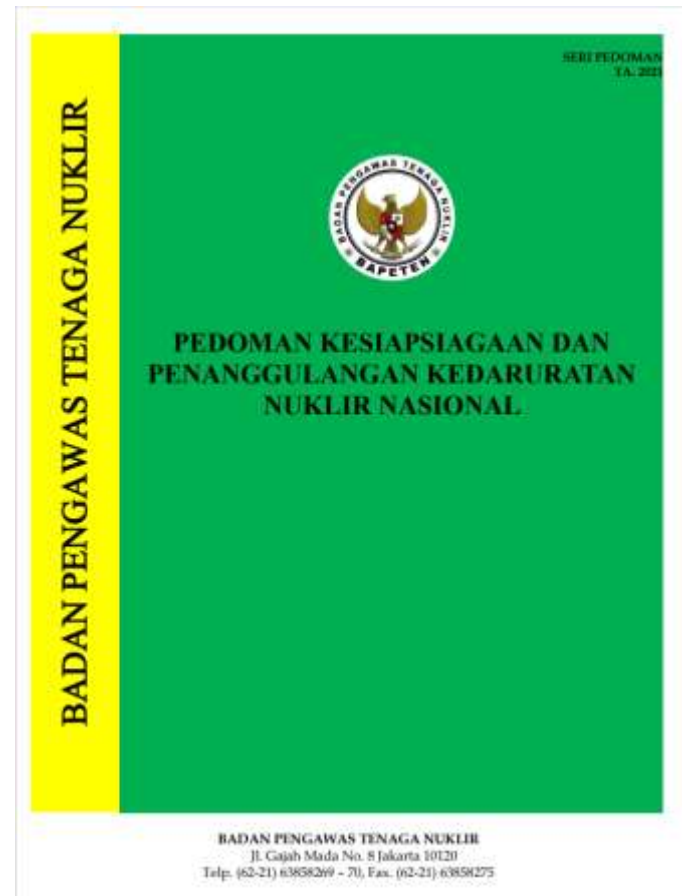 SERI PEDOMAN
TA. 2021
BADAN PENGAWAS TENAGA NUKLIR
BADAN PENGAWAS TENAGA NUKLIR
BAPETEN
PEDOMAN KESIAPSIAGAAN DAN
PENANGGULANGAN KEDARURATAN
NUKLIR NASIONAL
BADAN PENGAWAS TENAGA NUKLIR
Jl. Gajah Mada No. 8 Jakarta 10120
Telp. (62-21) 63858269 – 70, Fax. (62-21) 63858275